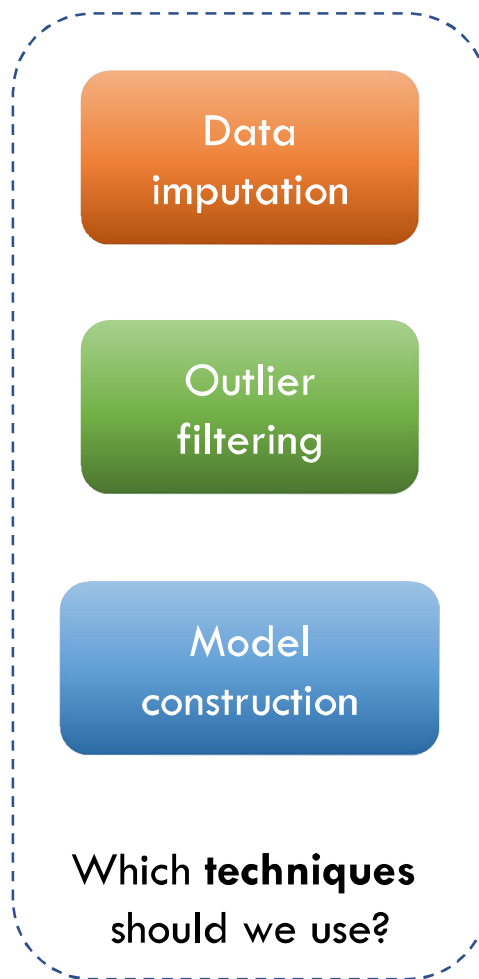 Data
imputation
Outlier
filtering
Model
construction
Which techniques
should we use?